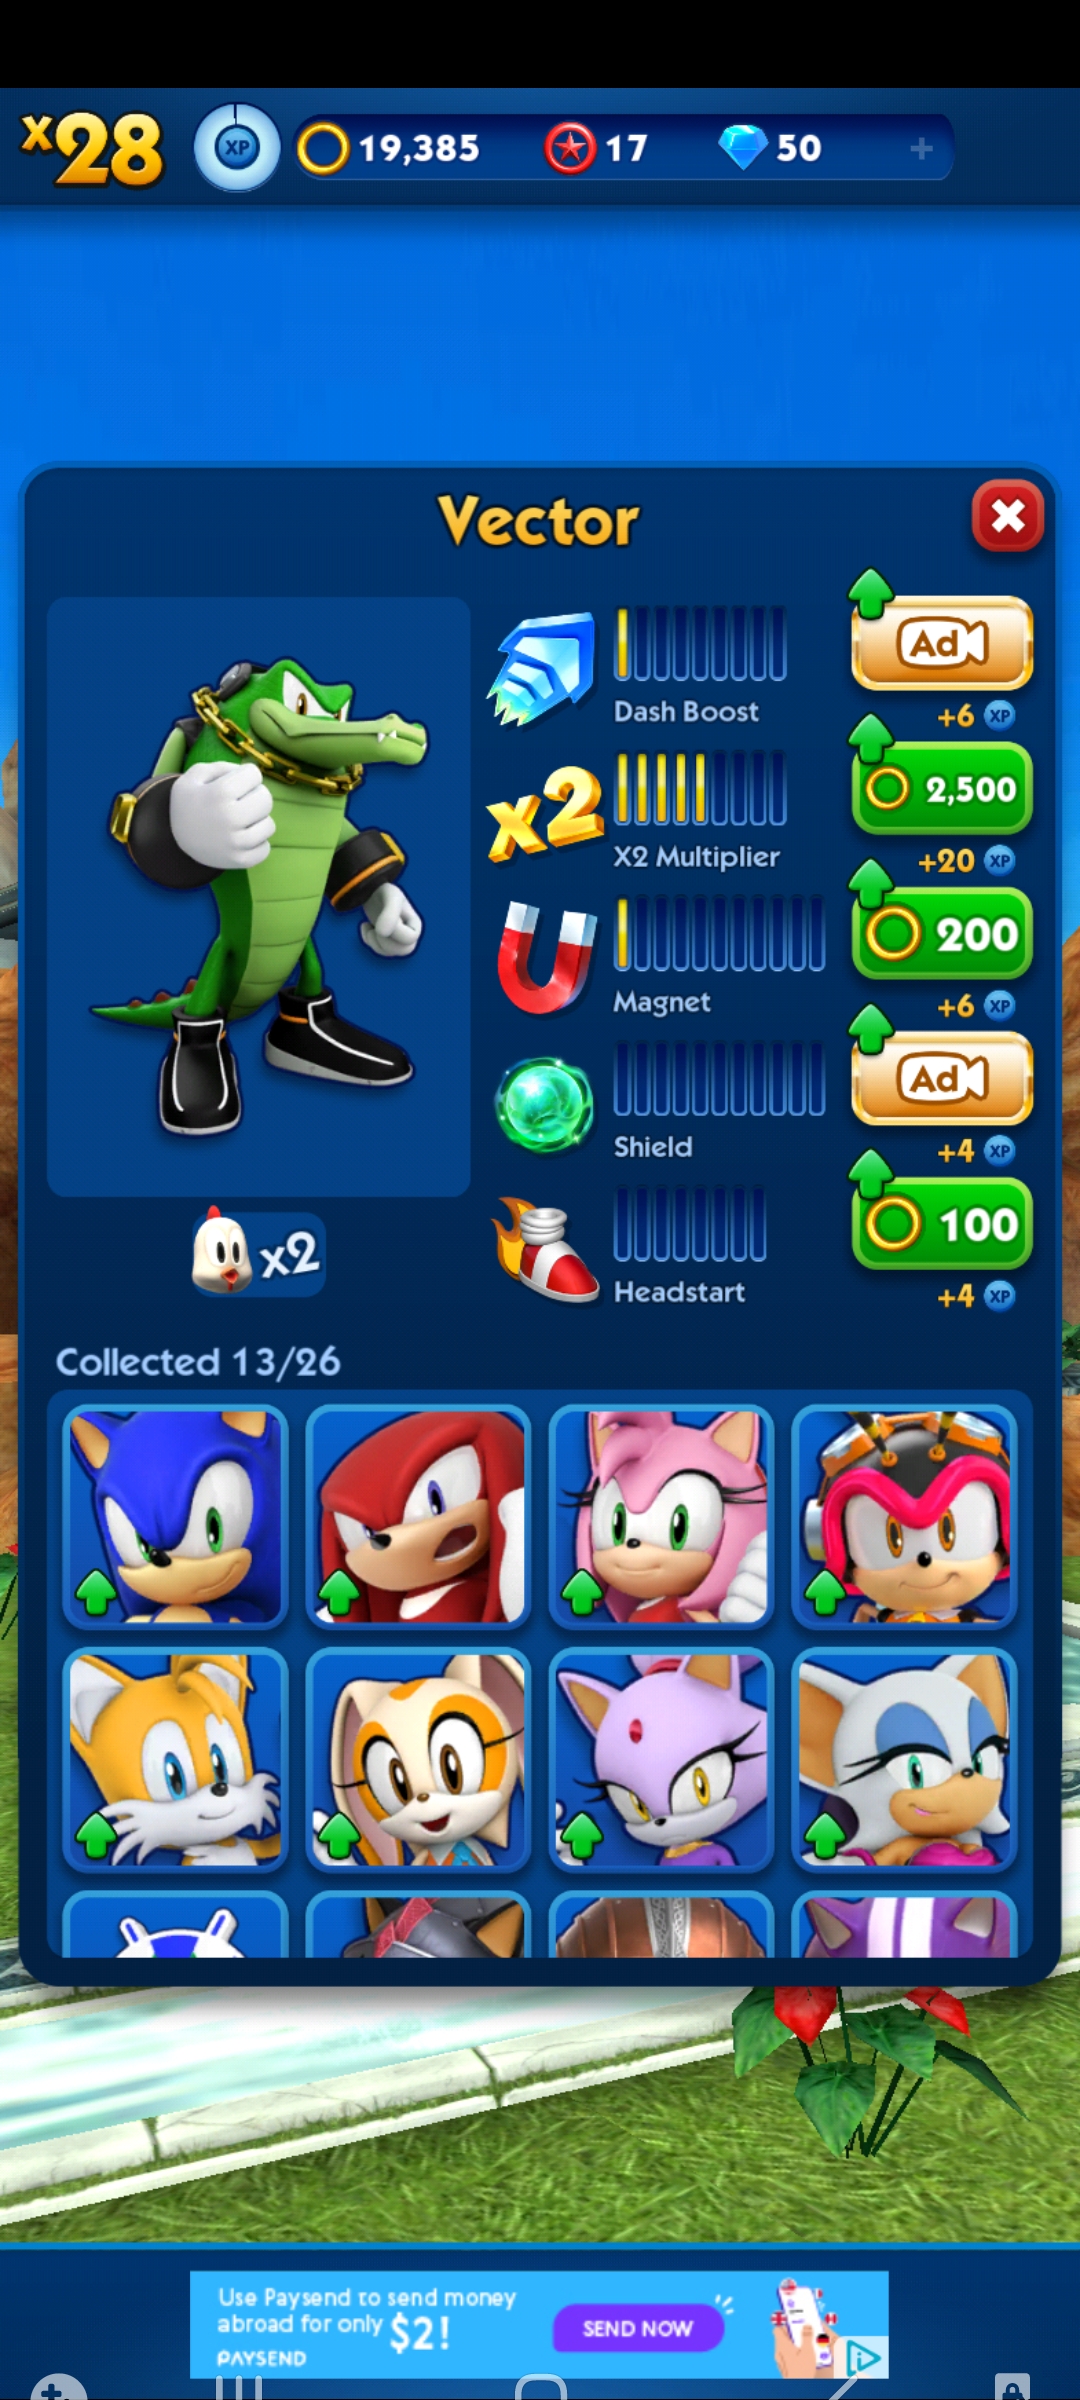 x28
XP
19,385
17
50
Vector
Ad
Dash Boost
+6 XP
x2
2,500
X2 Multiplier
+20 XP
200
Magnet
+6 XP
Ad
Shield
+4 XP
x2
100
Headstart
+4 XP
Collected 13/26
Use Paysend to send money
abroad for only $2!
SEND NOW
PAYSEND